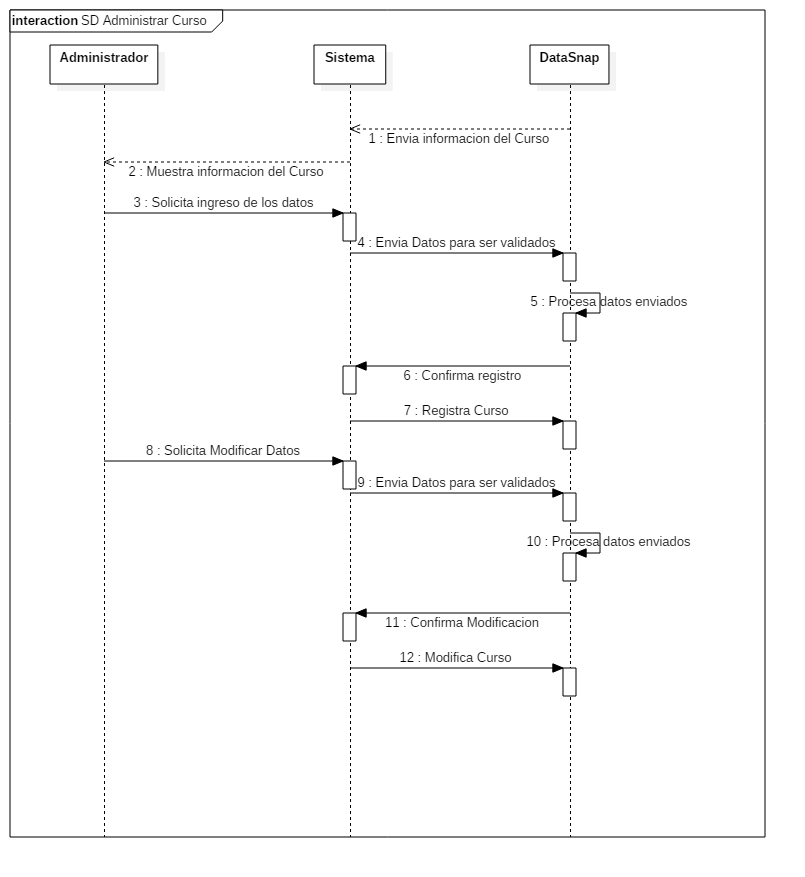 interaction SD Administrar Curso
Administrador
Sistema
DataSnap
1 : Envia informacion del Curso
2 : Muestra informacion del Curso
3 : Solicita ingreso de los datos
4 : Envia Datos para ser validados
5 : Procesa datos enviados
6 : Confirma registro
7 : Registra Curso
8 : Solicita Modificar Datos
9 : Envia Datos para ser validados
10 : Procesa datos enviados
11 : Confirma Modificacion
12 : Modifica Curso